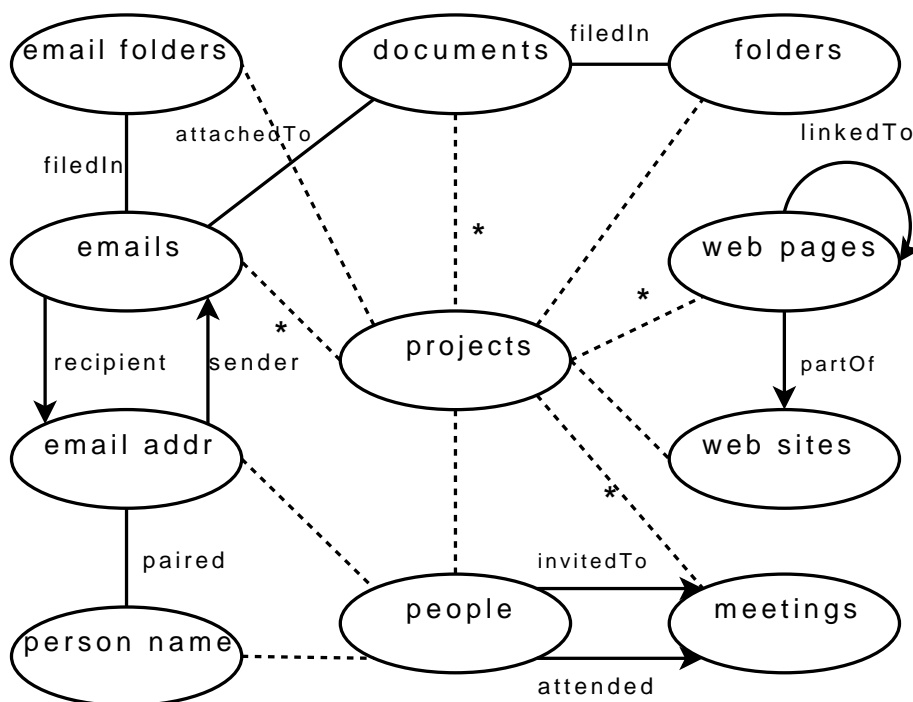 email folders
documents
filedIn
folders
attachedTo
linkedTo
filedIn
emails
*
web pages
*
*
projects
recipient
sender
partOf
email addr
web sites
*
paired
invitedTo
people
meetings
person name
attended